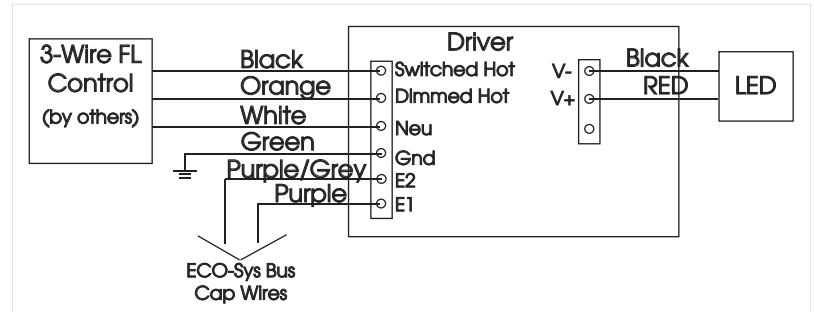 3-Wire FL
Control
(by others)
Driver
Black
Switched Hot
Orange
Dimmed Hot
White
Neu
Green
Gnd
Purple/Grey
E2
Purple
E1
V-
Black
V+
RED
LED
ECO-Sys Bus
Cap Wires